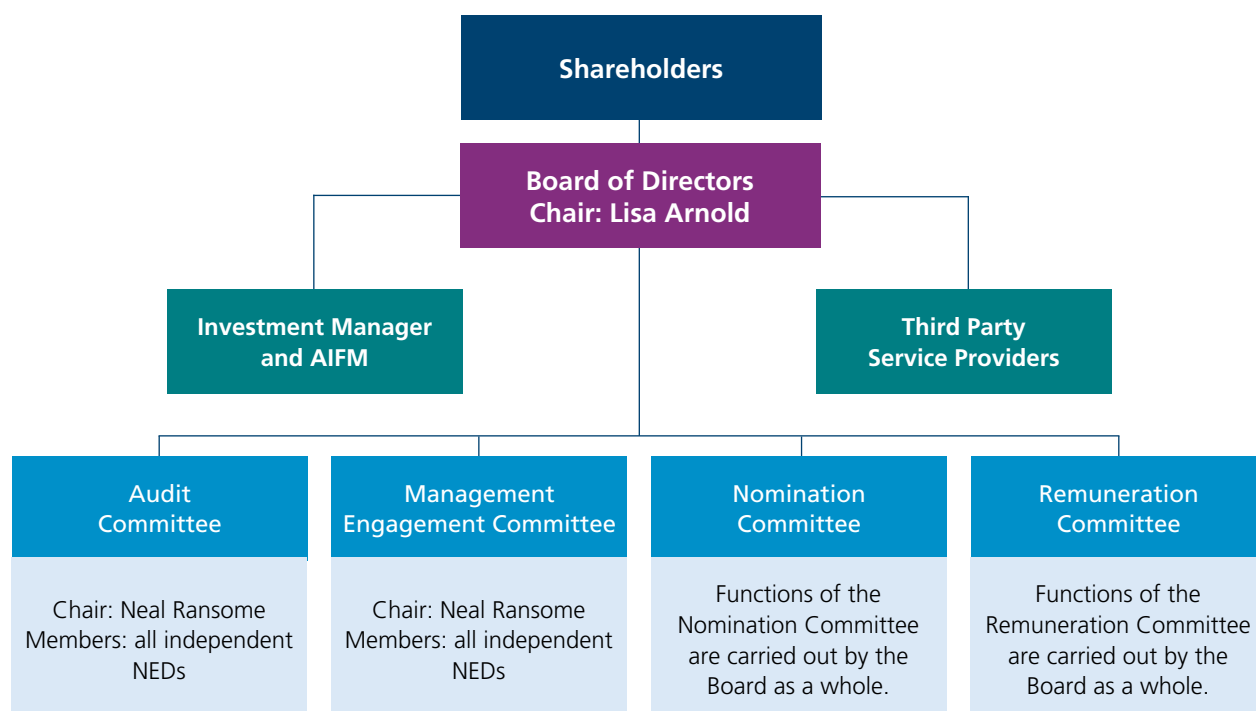 Shareholders
Board of Directors
Chair: Lisa Arnold
Investment Manager
and AIFM
Third Party
Service Providers
Audit
Committee
Chair: Neal Ransome
Members: all independent
NEDs
Management
Engagement Committee
Chair: Neal Ransome
Members: all independent
NEDs
Nomination
Committee
Functions of the
Nomination Committee
are carried out by the
Board as a whole.
Remuneration
Committee
Functions of the
Remuneration Committee
are carried out by the
Board as a whole.